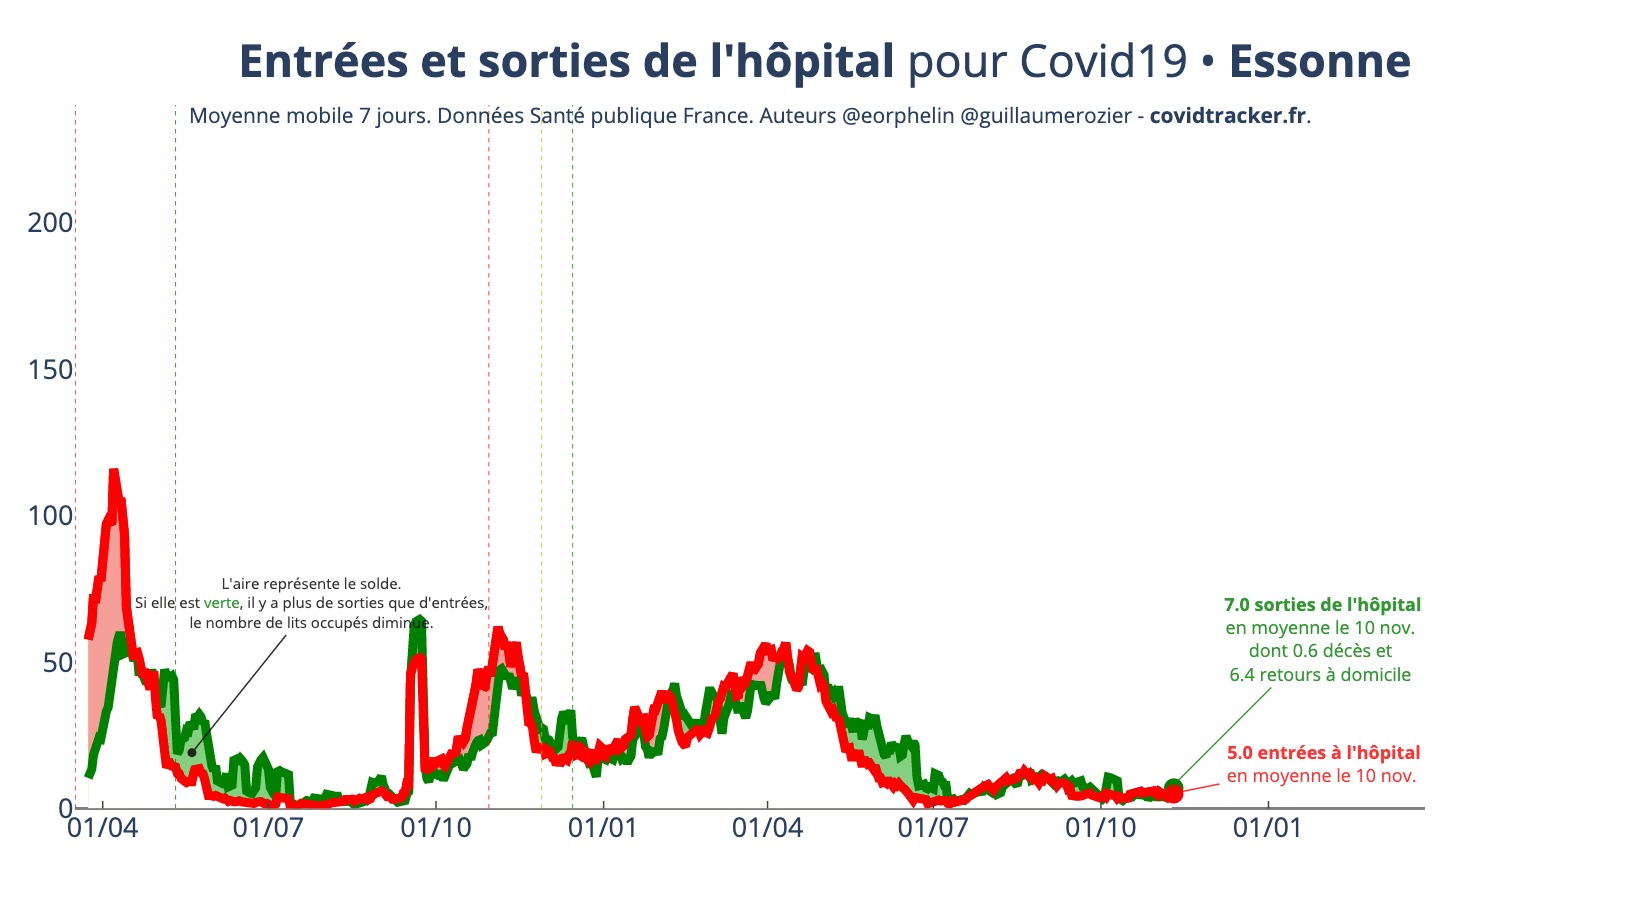 Entrées et sorties de l'hôpital pour Covid19 • Essonne
Moyenne mobile 7 jours. Données Santé publique France. Auteurs @eorphelin @guillaumerozier - covidtracker.fr.
200
150
100
50
0
L'aire représente le solde.
Si elle est verte, il y a plus de sorties que d'entrées,
le nombre de lits occupés diminue.
7.0 sorties de l'hôpital
en moyenne le 10 nov.
dont 0.6 décès et
6.4 retours à domicile
5.0 entrées à l'hôpital
en moyenne le 10 nov.
01/04 01/07 01/10 01/01 01/04 01/07 01/10 01/01